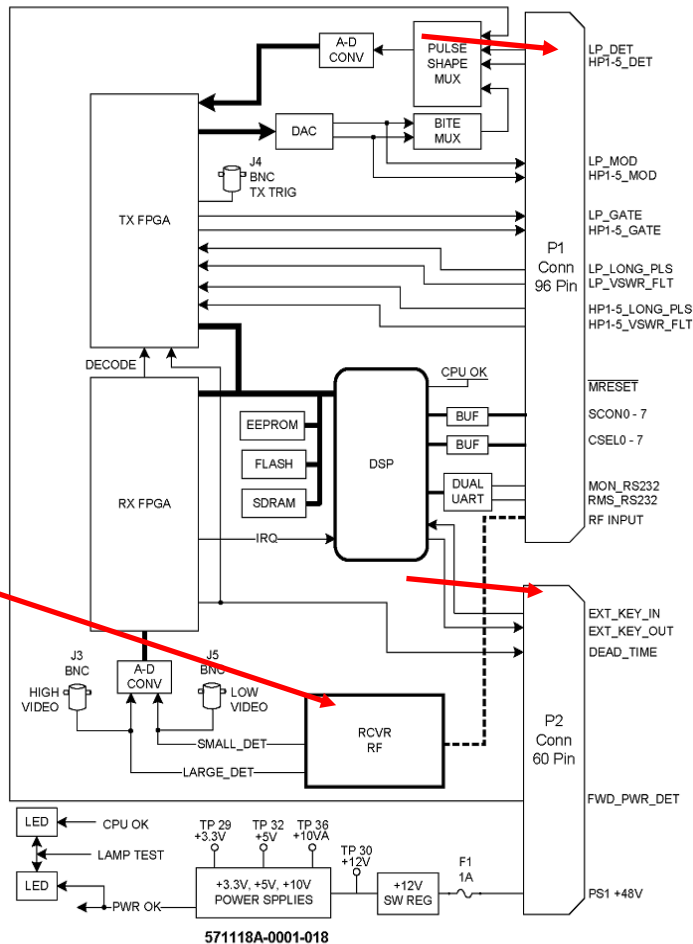 A-D
CONV
PULSE
SHAPE
MUX
LP_DET
HP1-5_DET
DAC
BITE
MUX
J4
BNC
TX TRIG
LP_MOD
HP1-5_MOD
TX FPGA
LP_GATE
HP1-5_GATE
P1
Conn
96 Pin
LP_LONG_PLS
LP_VSWR_FLT
HP1-5_LONG_PLS
HP1-5_VSWR_FLT
DECODE
CPU OK
MRESET
EEPROM
BUF
SCON0 - 7
BUF
CSEL0 - 7
FLASH
DSP
SDRAM
DUAL
UART
MON_RS232
RMS_RS232
RX FPGA
RF INPUT
IRQ
EXT_KEY_IN
EXT_KEY_OUT
DEAD_TIME
J3
BNC
A-D
CONV
J5
BNC
HIGH
VIDEO
LOW
VIDEO
RCVR
RF
SMALL_DET
LARGE_DET
P2
Conn
60 Pin
FWD_PWR_DET
LED
CPU OK
LAMP TEST
LED
PWR OK
TP 29
+3.3V
TP 32
+5V
TP 36
+10VA
TP 30
+12V
+3.3V, +5V, +10V
POWER SPPLIES
+12V
SW REG
F1
1A
PS1 +48V
571118A-0001-018